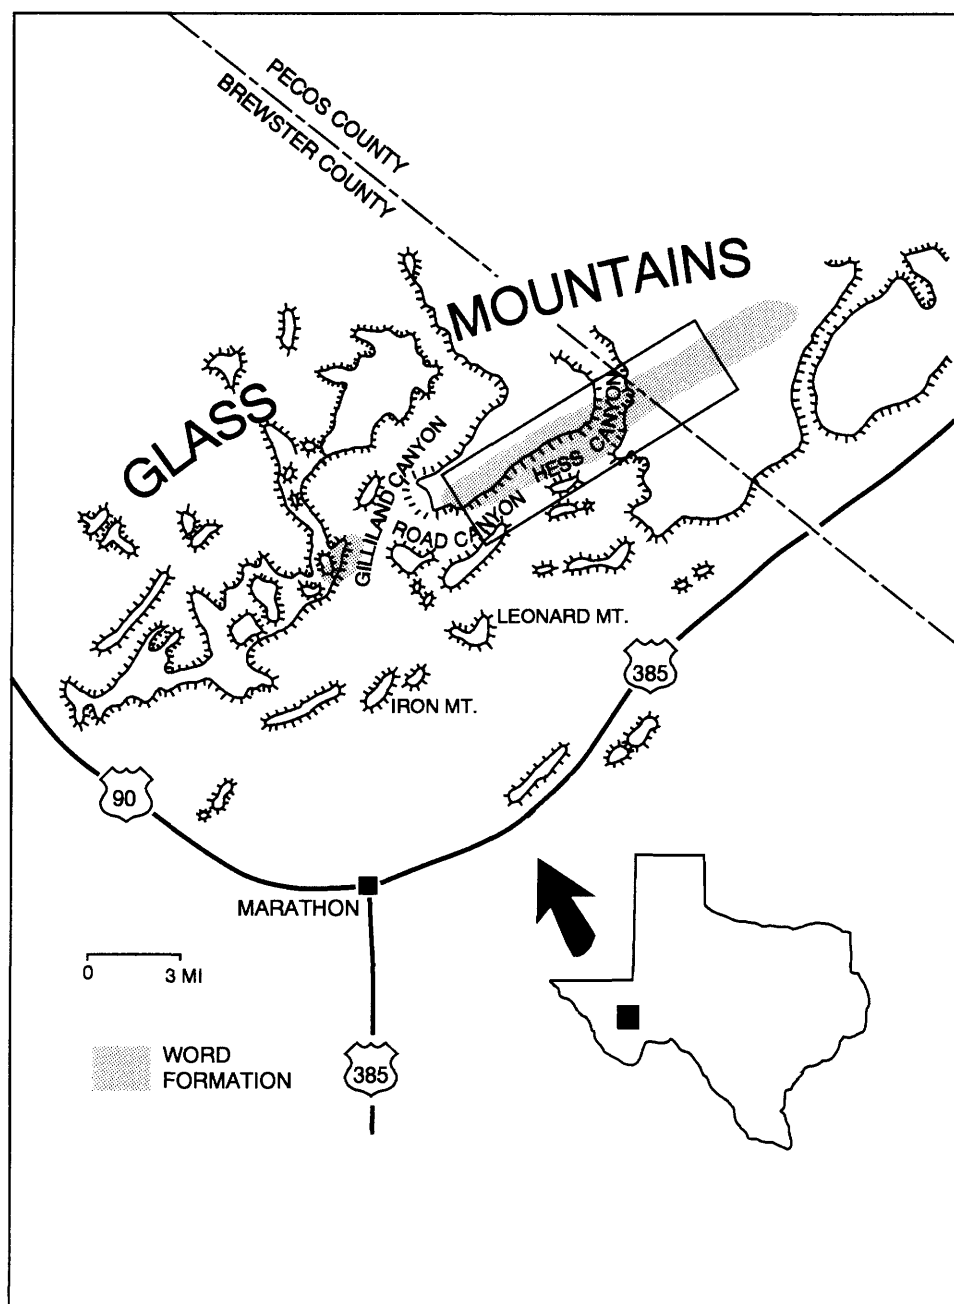 PECOS COUNTY
BREWSTER COUNTY
GLASS
MOUNTAINS
GILLILAND CANYON
ROAD CANYON
HESS CANYON
LEONARD MT.
IRON MT.
385
90
MARATHON
0 3 MI
WORD
FORMATION
385